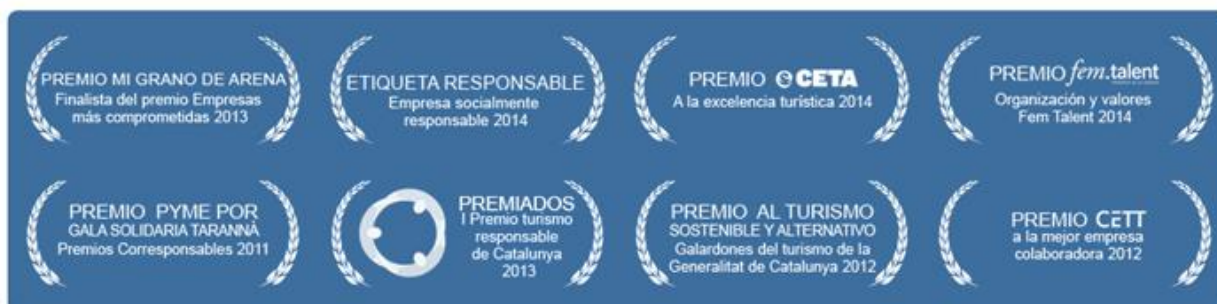 PREMIO MI GRANO DE ARENA
Finalista del premio Empresas
más comprometidas 2013
ETIQUETA RESPONSABLE
Empresa socialmente
responsable 2014
PREMIO CETA
A la excelencia turística 2014
PREMIO fem.talent
Organización y valores
Fem Talent 2014
PREMIO PYME POR
GALA SOLIDARIA TARANNÀ
Premios Corresponsables 2011
PREMIADOS
I Premio turismo
responsable
de Catalunya
2013
PREMIO AL TURISMO
SOSTENIBLE Y ALTERNATIVO
Galardones del turismo de la
Generalitat de Catalunya 2012
PREMIO CETT
a la mejor empresa
colaboradora 2012